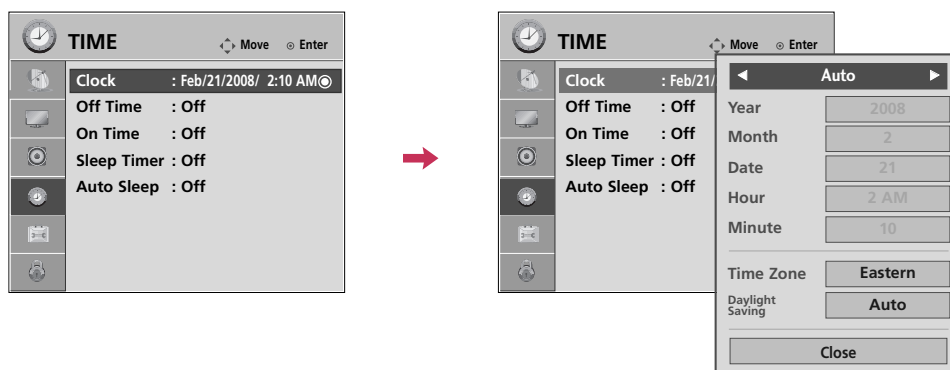 TIME
Move Enter
Clock : Feb/21/2008/ 2:10 AM
Off Time : Off
On Time : Off
Sleep Timer : Off
Auto Sleep : Off
TIME
Move Enter
Clock : Feb/21/
Off Time : Off
On Time : Off
Sleep Timer : Off
Auto Sleep : Off
Auto
Year 2008
Month 2
Date 21
Hour 2 AM
Minute 10
Time Zone Eastern
Daylight
Saving Auto
Close